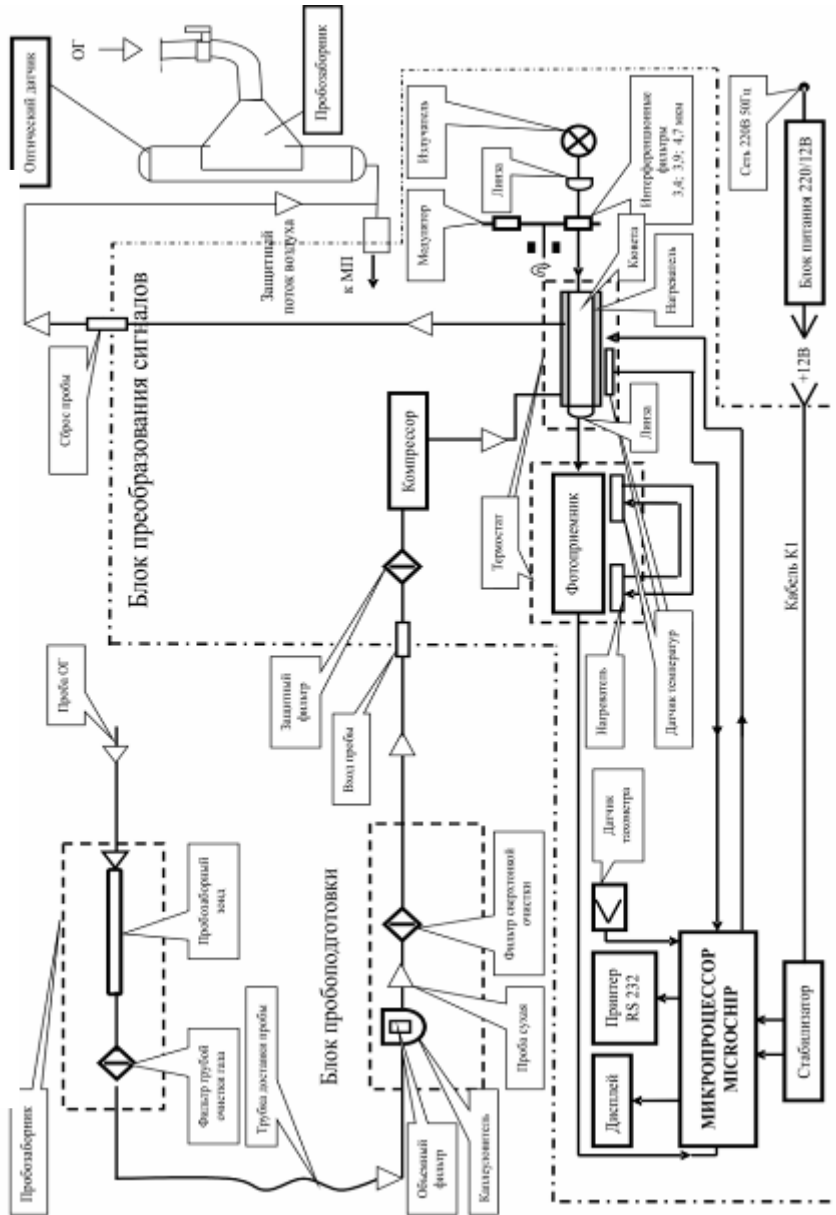 Пробозаборник
Проба ОГ
Пробозаборный
зонд
Фильтр грубой
очистки газа
Трубка доставки пробы
Блок пробоподготовки
Объемный
фильтр
Каплеуловитель
Проба сухая
Фильтр сверхтонкой
очистки
Вход пробы
Защитный
фильтр
Компрессор
Блок преобразования сигналов
Сброс пробы
Защитный
поток воздуха
к МП
Оптический датчик
ОГ
Пробозаборник
Излучатель
Линза
Модулятор
Интерференционные
фильтры
3,4; 3,9; 4,7 мкм
Кювета
Нагреватель
Линза
Термостат
Фотоприемник
Нагреватель
Датчик температур
Датчик
тахометра
Принтер
RS 232
Дисплей
МИКРОПРОЦЕССОР
MICROCHIP
Стабилизатор
Кабель К1
+12В
Блок питания 220/12В
Сеть 220В 50Гц